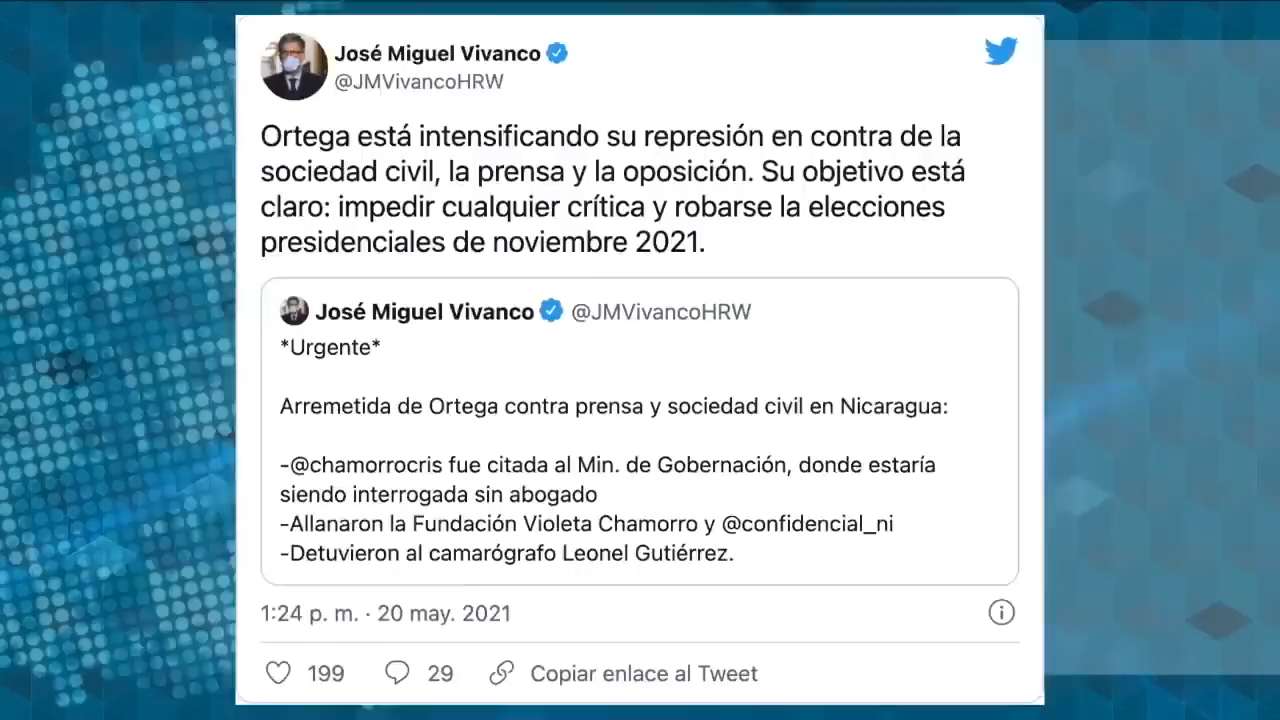 José Miguel Vivanco
@JMVivancoHRW
Ortega está intensificando su represión en contra de la
sociedad civil, la prensa y la oposición. Su objetivo está
claro: impedir cualquier crítica y robarse la elecciones
presidenciales de noviembre 2021.
José Miguel Vivanco @JMVivancoHRW
*Urgente*
Arremetida de Ortega contra prensa y sociedad civil en Nicaragua:
-@chamorrocris fue citada al Min. de Gobernación, donde estaría
siendo interrogada sin abogado
-Allanaron la Fundación Violeta Chamorro y @confidencial_ni
-Detuvieron al camarógrafo Leonel Gutiérrez.
1:24 p. m. · 20 may. 2021
199 29 Copiar enlace al Tweet